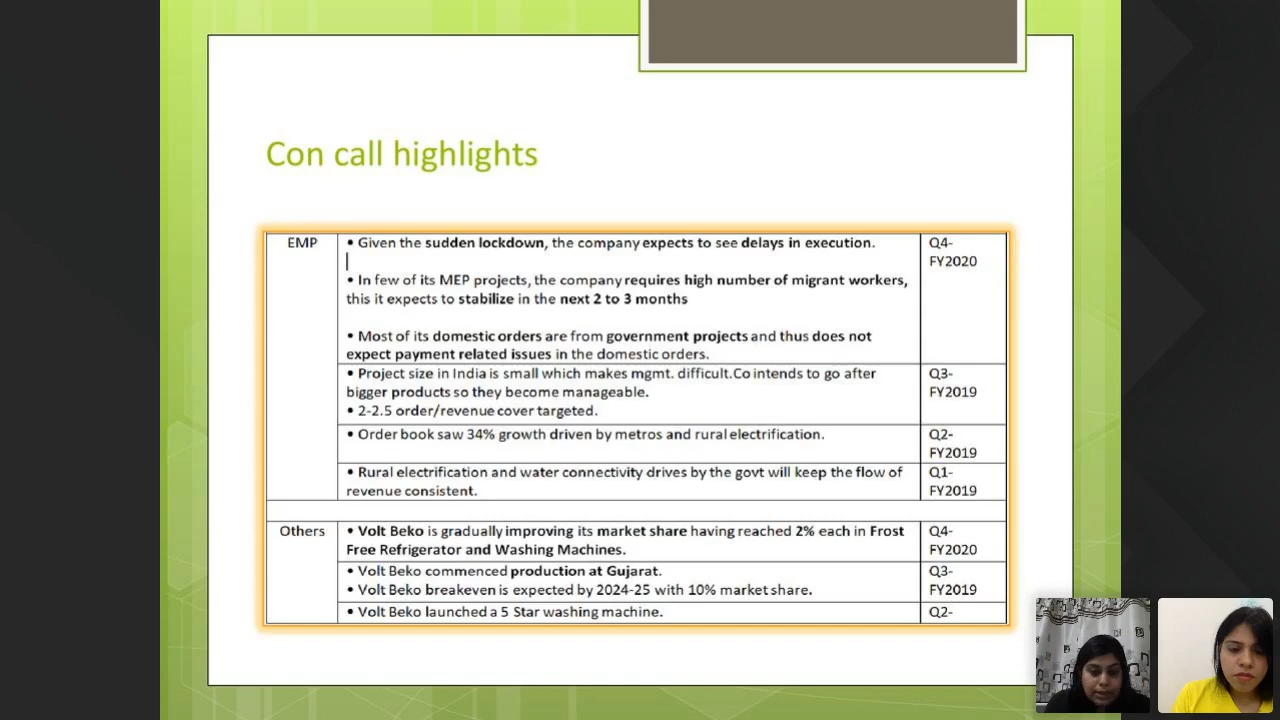 Con call highlights
EMP
• Given the sudden lockdown, the company expects to see delays in execution.
Q4-
FY2020
• In few of its MEP projects, the company requires high number of migrant workers,
this it expects to stabilize in the next 2 to 3 months
• Most of its domestic orders are from government projects and thus does not
expect payment related issues in the domestic orders.
• Project size in India is small which makes mgmt. difficult.Co intends to go after
bigger products so they become manageable.
• 2-2.5 order/revenue cover targeted.
Q3-
FY2019
• Order book saw 34% growth driven by metros and rural electrification.
Q2-
FY2019
• Rural electrification and water connectivity drives by the govt will keep the flow of
revenue consistent.
Q1-
FY2019
Others
• Volt Beko is gradually improving its market share having reached 2% each in Frost
Free Refrigerator and Washing Machines.
Q4-
FY2020
• Volt Beko commenced production at Gujarat.
• Volt Beko breakeven is expected by 2024-25 with 10% market share.
Q3-
FY2019
• Volt Beko launched a 5 Star washing machine.
Q2-